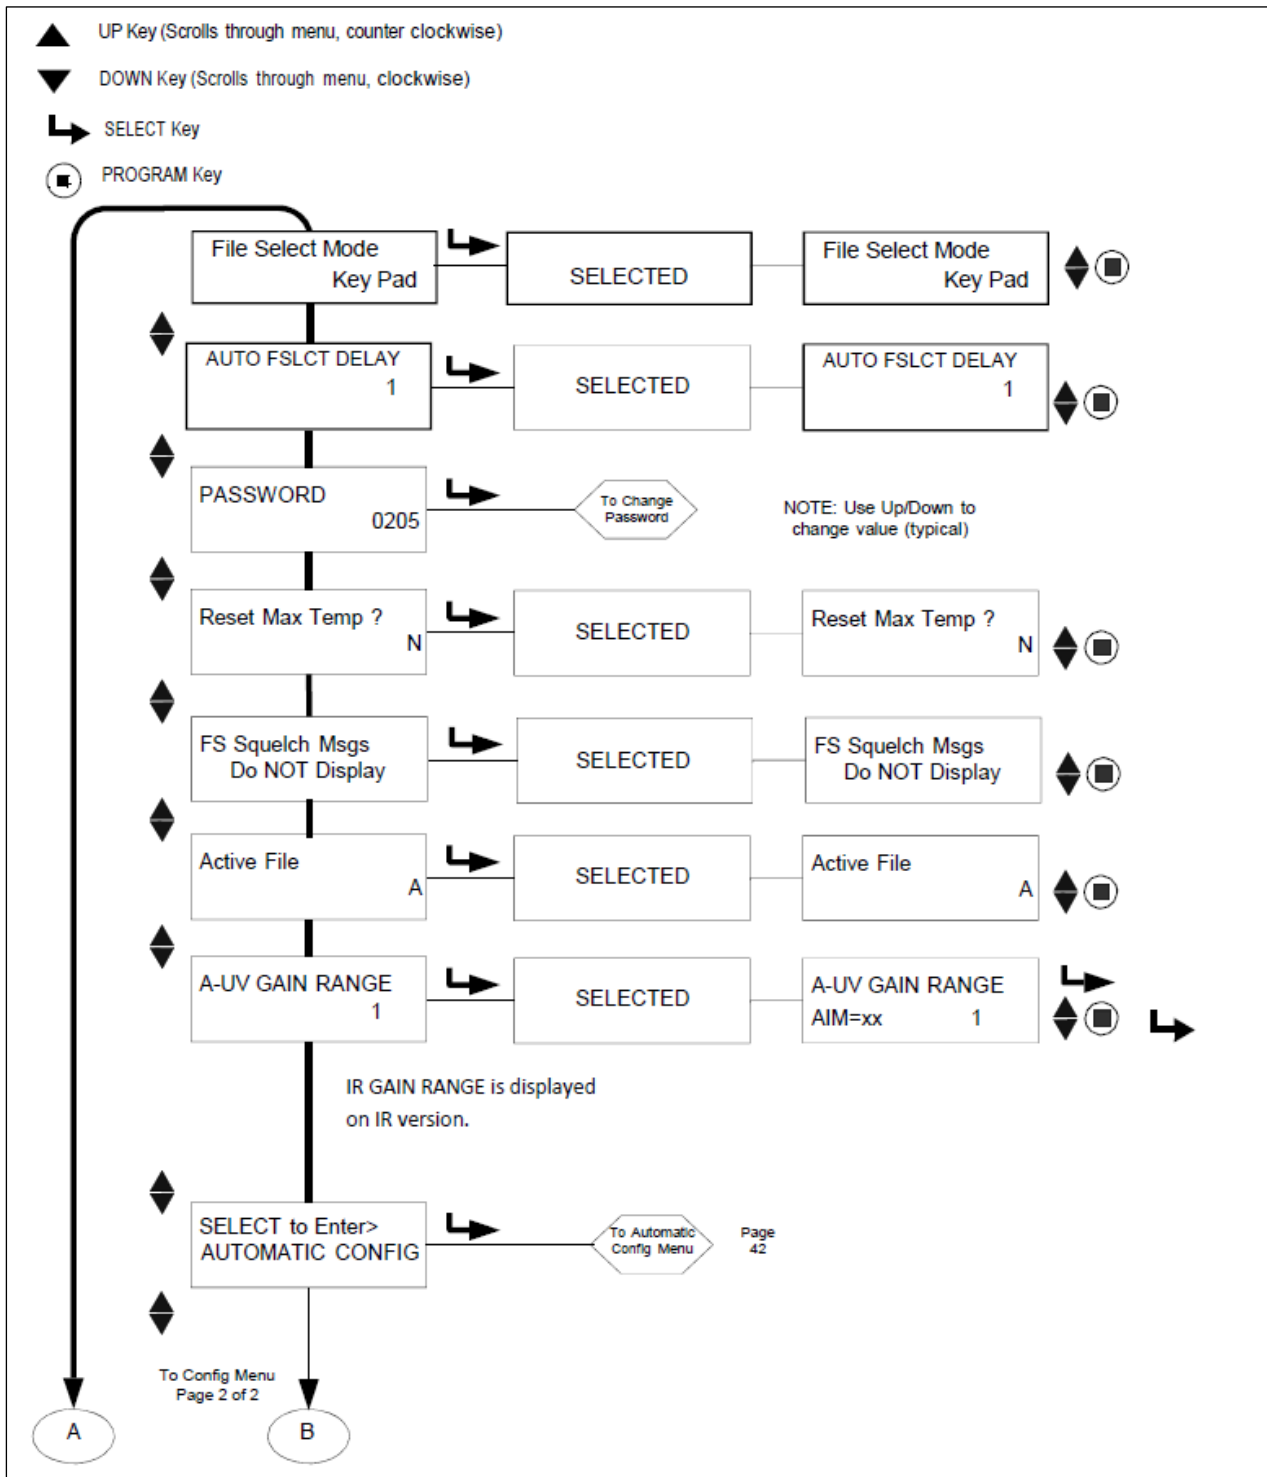 UP Key (Scrolls through menu, counter clockwise)
DOWN Key (Scrolls through menu, clockwise)
SELECT Key
PROGRAM Key
File Select Mode
Key Pad
SELECTED
File Select Mode
Key Pad
AUTO FSLCT DELAY
1
SELECTED
AUTO FSLCT DELAY
1
PASSWORD
0205
To Change
Password
NOTE: Use Up/Down to
change value (typical)
Reset Max Temp ?
N
SELECTED
Reset Max Temp ?
N
FS Squelch Msgs
Do NOT Display
SELECTED
FS Squelch Msgs
Do NOT Display
Active File
A
SELECTED
Active File
A
A-UV GAIN RANGE
1
SELECTED
A-UV GAIN RANGE
AIM=xx 1
IR GAIN RANGE is displayed
on IR version.
SELECT to Enter>
AUTOMATIC CONFIG
To Automatic
Config Menu
Page
42
To Config Menu
Page 2 of 2
A
B